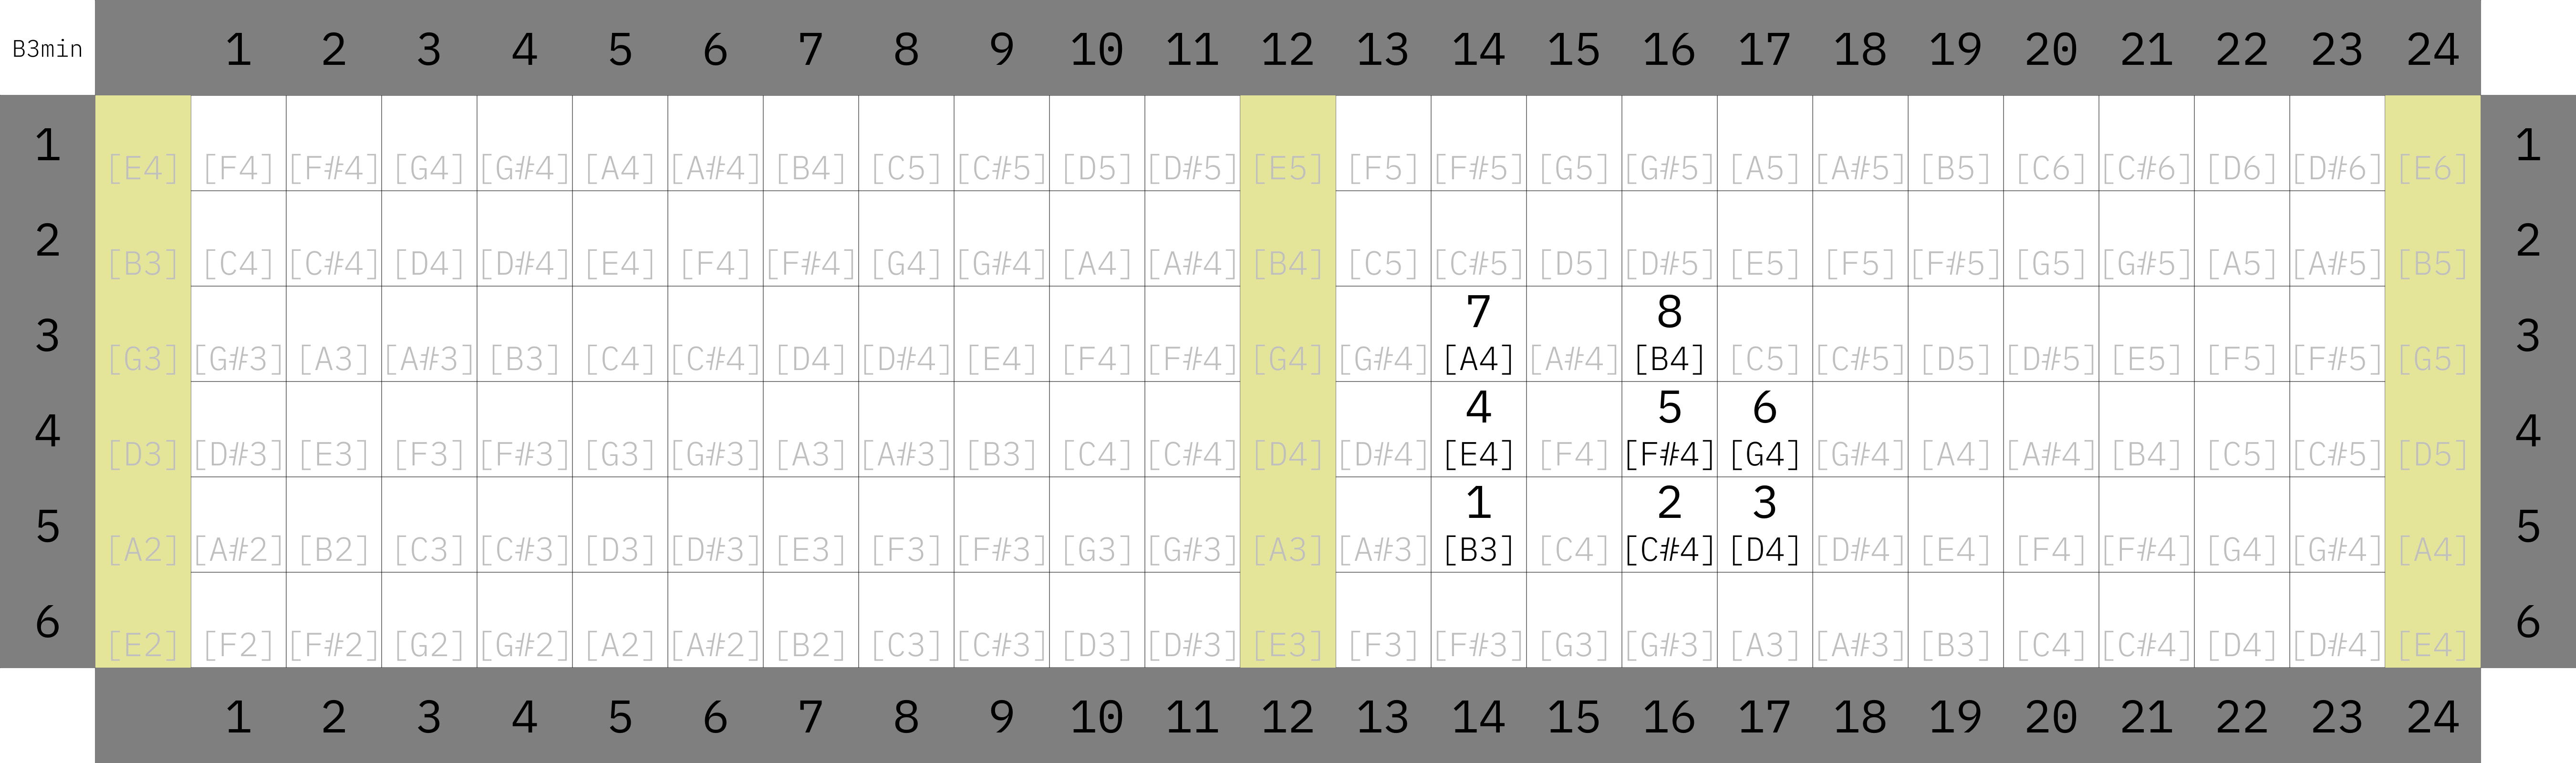 B3min 1 2 3 4 5 6 7 8 9 10 11 12 13 14 15 16 17 18 19 20 21 22 23 24
1 [E4] [F4] [F#4] [G4] [G#4] [A4] [A#4] [B4] [C5] [C#5] [D5] [D#5] [E5] [F5] [F#5] [G5] [G#5] [A5] [A#5] [B5] [C6] [C#6] [D6] [D#6] [E6] 1
2 [B3] [C4] [C#4] [D4] [D#4] [E4] [F4] [F#4] [G4] [G#4] [A4] [A#4] [B4] [C5] [C#5] [D5] [D#5] [E5] [F5] [F#5] [G5] [G#5] [A5] [A#5] [B5] 2
7 8
3 [G3] [G#3] [A3] [A#3] [B3] [C4] [C#4] [D4] [D#4] [E4] [F4] [F#4] [G4] [G#4] [A4] [A#4] [B4] [C5] [C#5] [D5] [D#5] [E5] [F5] [F#5] [G5] 3
4 5 6
4 [D3] [D#3] [E3] [F3] [F#3] [G3] [G#3] [A3] [A#3] [B3] [C4] [C#4] [D4] [D#4] [E4] [F4] [F#4] [G4] [G#4] [A4] [A#4] [B4] [C5] [C#5] [D5] 4
1 2 3
5 [A2] [A#2] [B2] [C3] [C#3] [D3] [D#3] [E3] [F3] [F#3] [G3] [G#3] [A3] [A#3] [B3] [C4] [C#4] [D4] [D#4] [E4] [F4] [F#4] [G4] [G#4] [A4] 5
6 [E2] [F2] [F#2] [G2] [G#2] [A2] [A#2] [B2] [C3] [C#3] [D3] [D#3] [E3] [F3] [F#3] [G3] [G#3] [A3] [A#3] [B3] [C4] [C#4] [D4] [D#4] [E4] 6
1 2 3 4 5 6 7 8 9 10 11 12 13 14 15 16 17 18 19 20 21 22 23 24